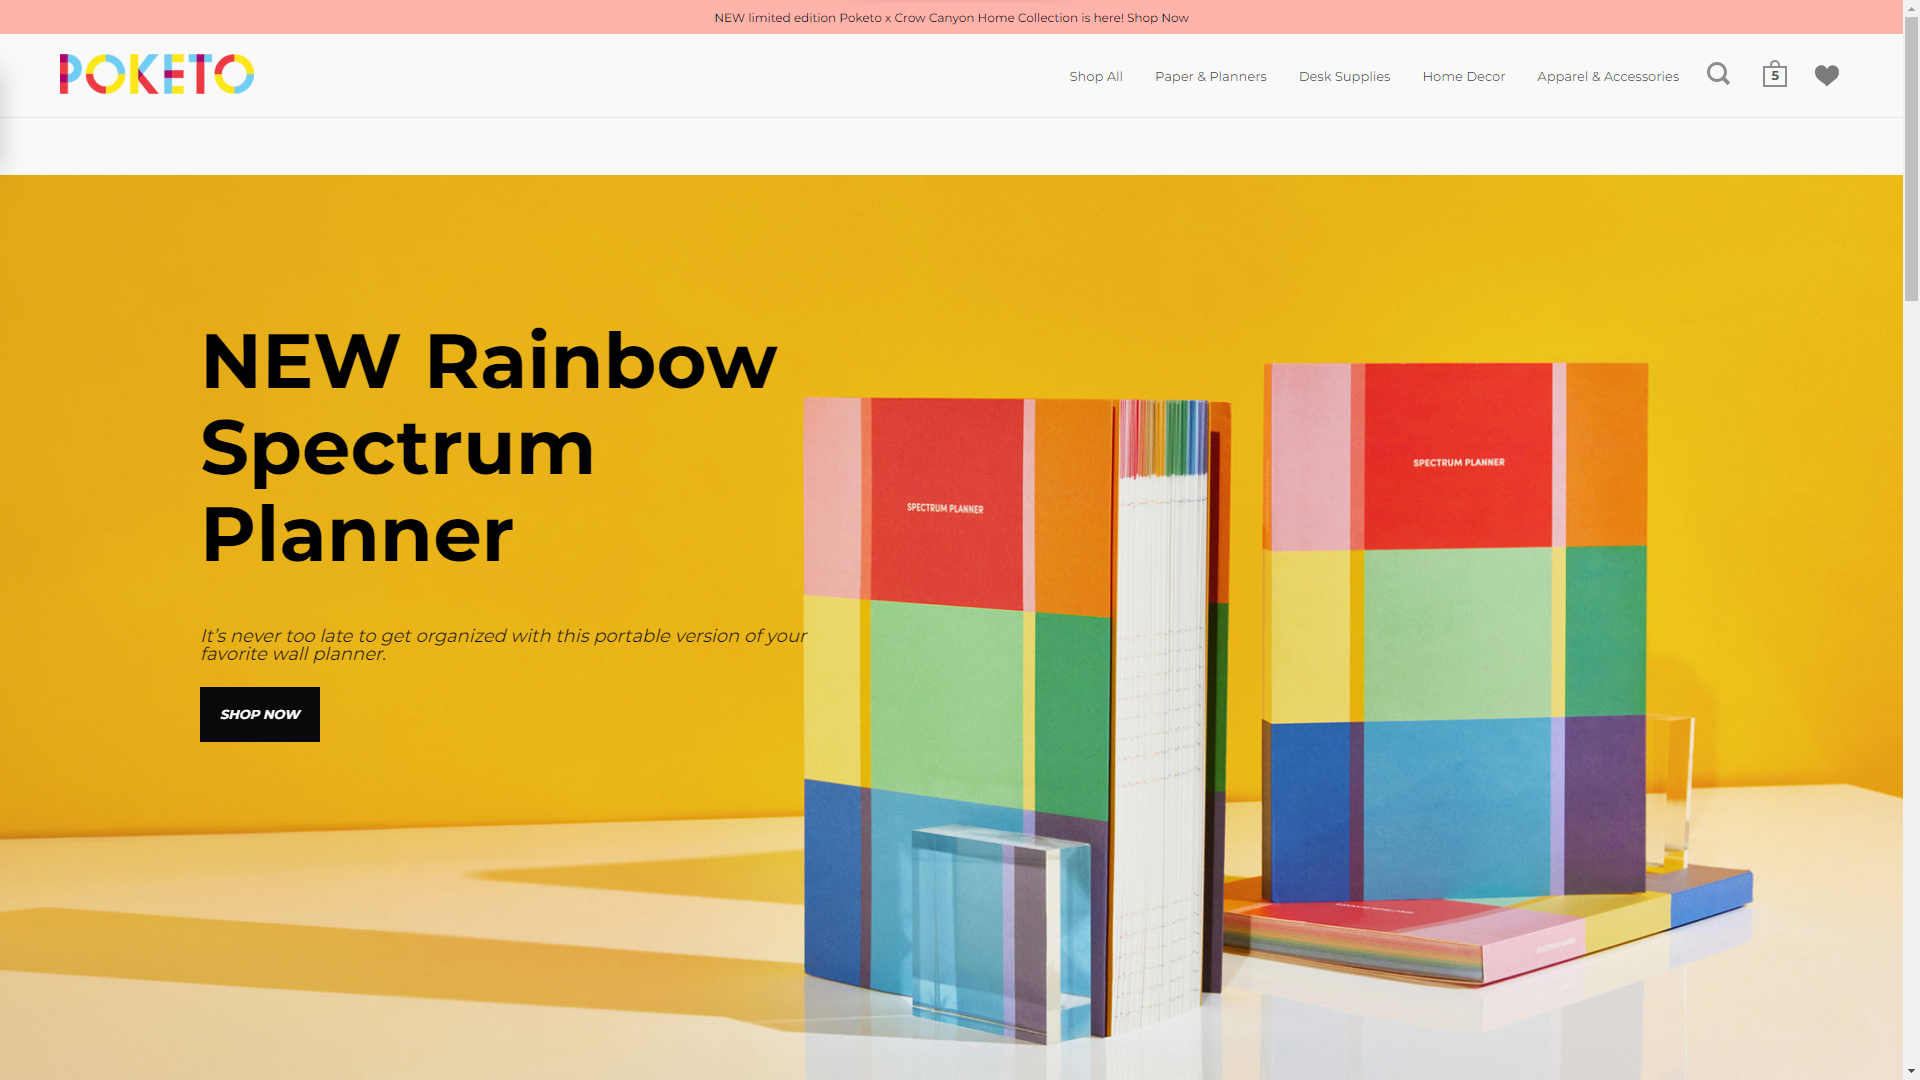 NEW limited edition Poketo x Crow Canyon Home Collection is here! Shop Now
POKETO
Shop All
Paper & Planners
Desk Supplies
Home Decor
Apparel & Accessories
5
NEW Rainbow
Spectrum
Planner
It’s never too late to get organized with this portable version of your
favorite wall planner.
SHOP NOW
SPECTRUM PLANNER
SPECTRUM PLANNER
SPECTRUM PLANNER